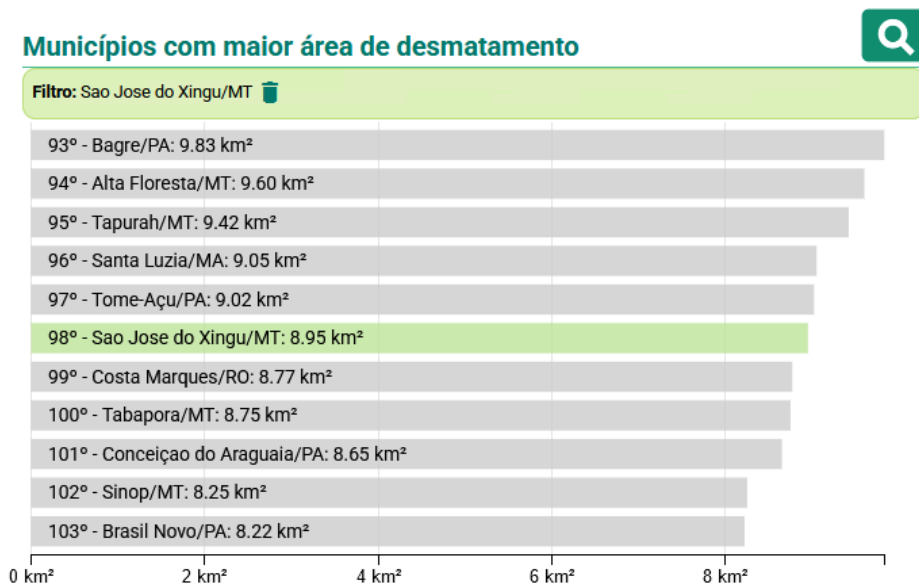 Municípios com maior área de desmatamento
Filtro: Sao Jose do Xingu/MT
93º - Bagre/PA: 9.83 km²
94º - Alta Floresta/MT: 9.60 km²
95º - Tapurah/MT: 9.42 km²
96º - Santa Luzia/MA: 9.05 km²
97º - Tome-Açu/PA: 9.02 km²
98º - Sao Jose do Xingu/MT: 8.95 km²
99º - Costa Marques/RO: 8.77 km²
100º - Tabapora/MT: 8.75 km²
101º - Conceiçao do Araguaia/PA: 8.65 km²
102º - Sinop/MT: 8.25 km²
103º - Brasil Novo/PA: 8.22 km²
0 km² 2 km² 4 km² 6 km² 8 km²